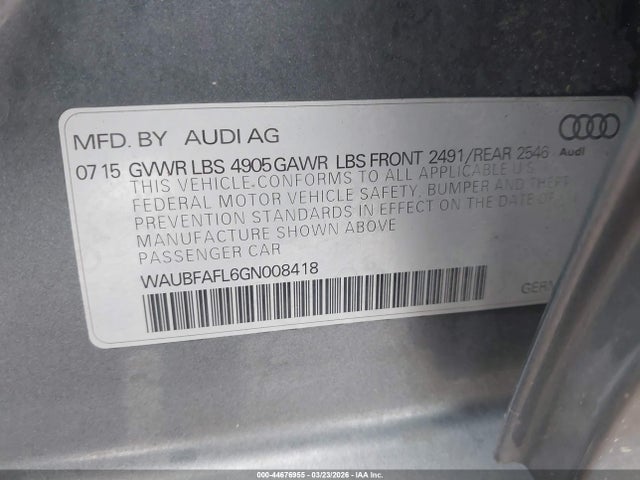 MFD. BY AUDI AG
07 15 GVWR LBS 4905 GAWR LBS FRONT 2491/REAR 2546
Audi
THIS VEHICLE CONFORMS TO ALL APPLICABLE U.S.
FEDERAL MOTOR VEHICLE SAFETY, BUMPER AND THEFT
PREVENTION STANDARDS IN EFFECT ON THE DATE OF
MANUFACTURE SHOWN ABOVE
PASSENGER CAR
WAUBFAFL6GN008418
GERM
000-44676955 - 03/23/2026 - IAA Inc.